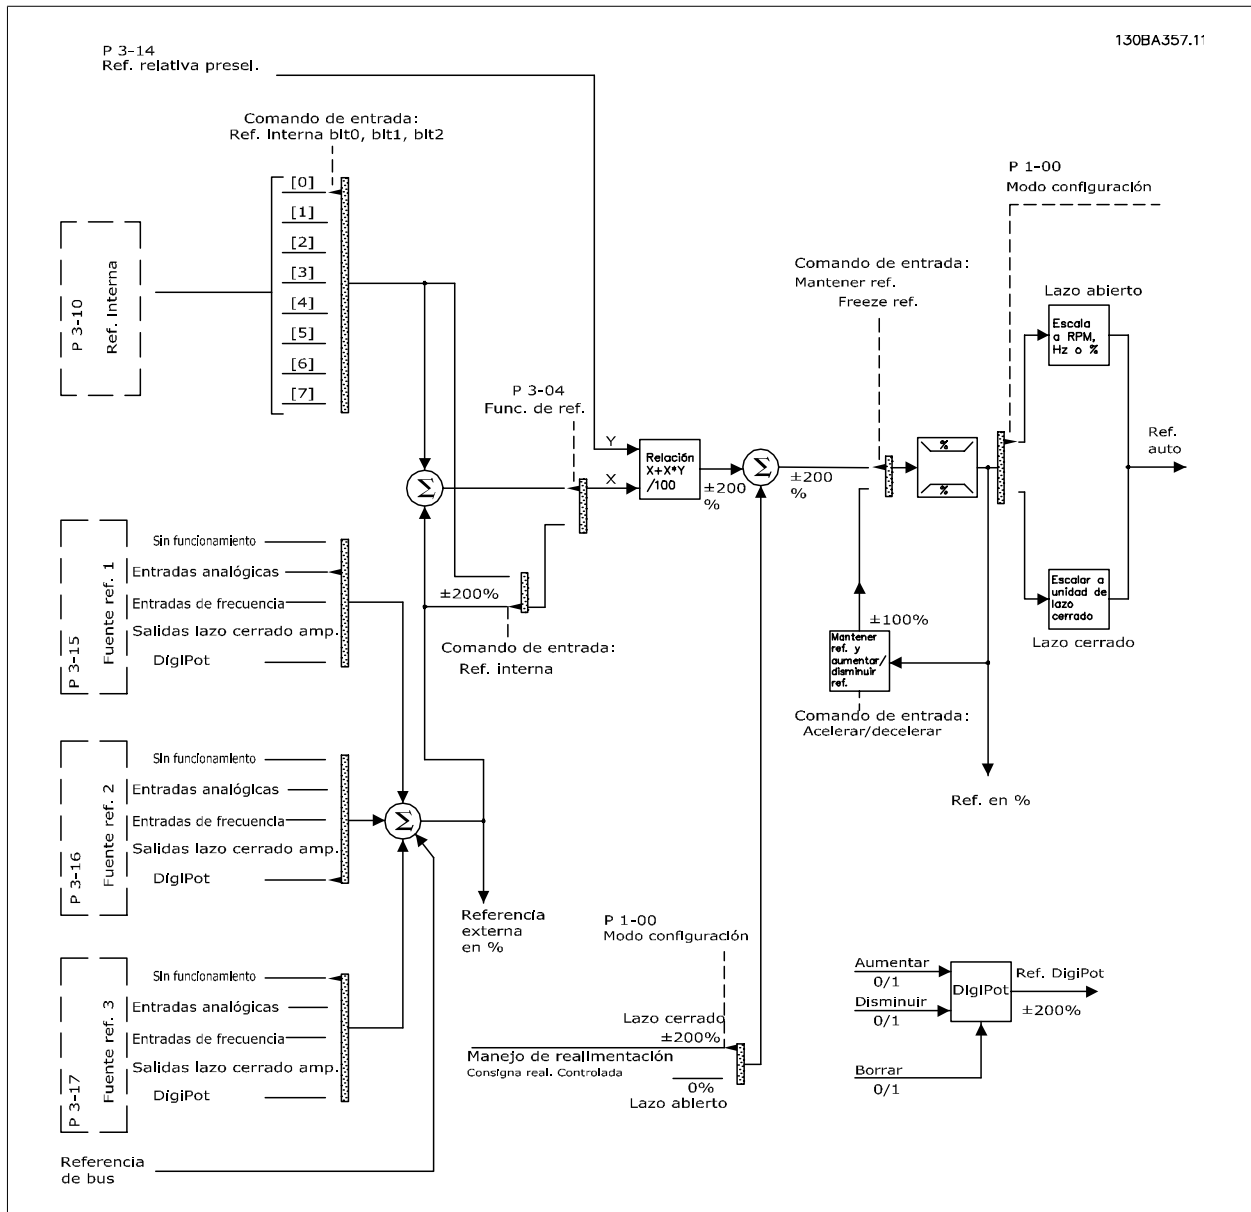 130BA357.11
P 3-14
Ref. relativa presel.
Comando de entrada:
Ref. Interna bIt0, bIt1, bIt2
P 3-10
Ref. Interna
[0]
[1]
[2]
[3]
[4]
[5]
[6]
[7]
P 1-00
Modo configuración
Comando de entrada:
Mantener ref.
Freeze ref.
Lazo abierto
Escala
a RPM,
Hz o %
P 3-04
Func. de ref.
Y
X
Relación
X+X*Y
/100
±200
%
Σ
±200
%
%
%
Ref.
auto
Σ
P 3-15
Fuente ref. 1
Sin funcionamiento
Entradas analógicas
Entradas de frecuencia
Salidas lazo cerrado amp.
DigiPot
±200%
Comando de entrada:
Ref. interna
±100%
Mantener
ref. y
aumentar/
disminuir
ref.
Comando de entrada:
Acelerar/decelerar
Escalar a
unidad de
lazo
cerrado
Lazo cerrado
Ref. en %
P 3-16
Fuente ref. 2
Sin funcionamiento
Entradas analógicas
Entradas de frecuencia
Salidas lazo cerrado amp.
DigiPot
Σ
Referencia
externa
en %
P 1-00
Modo configuración
Lazo cerrado
±200%
Manejo de realimentación
Consigna real. Controlada
0%
Lazo abierto
Aumentar
0/1
Disminuir
0/1
DigiPot
Ref. DigiPot
±200%
Borrar
0/1
P 3-17
Fuente ref. 3
Sin funcionamiento
Entradas analógicas
Entradas de frecuencia
Salidas lazo cerrado amp.
DigiPot
Referencia
de bus